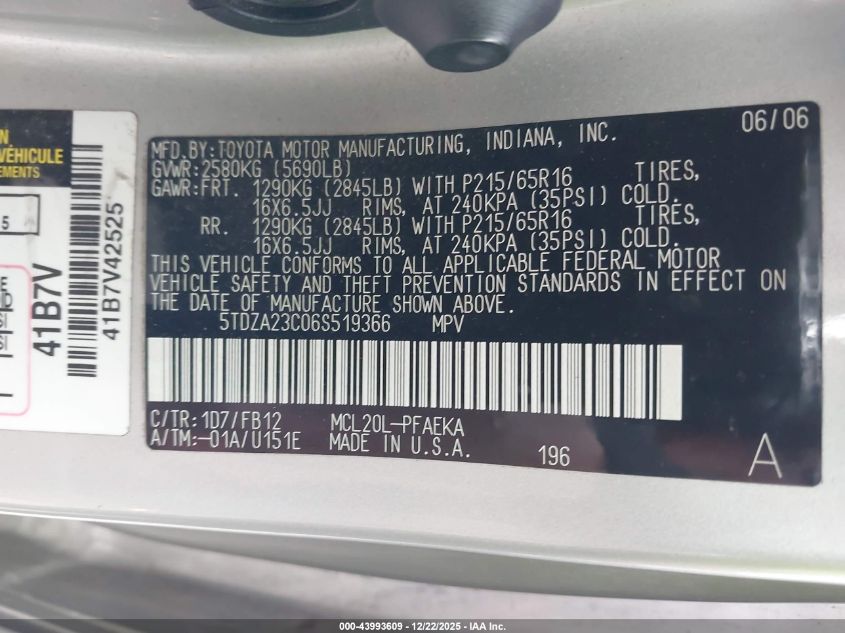 N
VÉHICULE
EMENTS
5
41B7V
41B7V42525
MFD.BY:TOYOTA MOTOR MANUFACTURING, INDIANA, INC. 06/06
GVWR:2580KG (5690LB)
GAWR:FRT. 1290KG (2845LB) WITH P215/65R16 TIRES,
16X6.5JJ RIMS, AT 240KPA (35PSI) COLD.
RR. 1290KG (2845LB) WITH P215/65R16 TIRES,
16X6.5JJ RIMS, AT 240KPA (35PSI) COLD.
THIS VEHICLE CONFORMS TO ALL APPLICABLE FEDERAL MOTOR
VEHICLE SAFETY AND THEFT PREVENTION STANDARDS IN EFFECT ON
THE DATE OF MANUFACTURE SHOWN ABOVE.
5TDZA23C06S519366 MPV
C/TR:1D7/FB12 MCL20L-PFAEKA
A/TM:-01A/U151E MADE IN U.S.A. 196 A
000-43993609 - 12/22/2025 - IAA Inc.